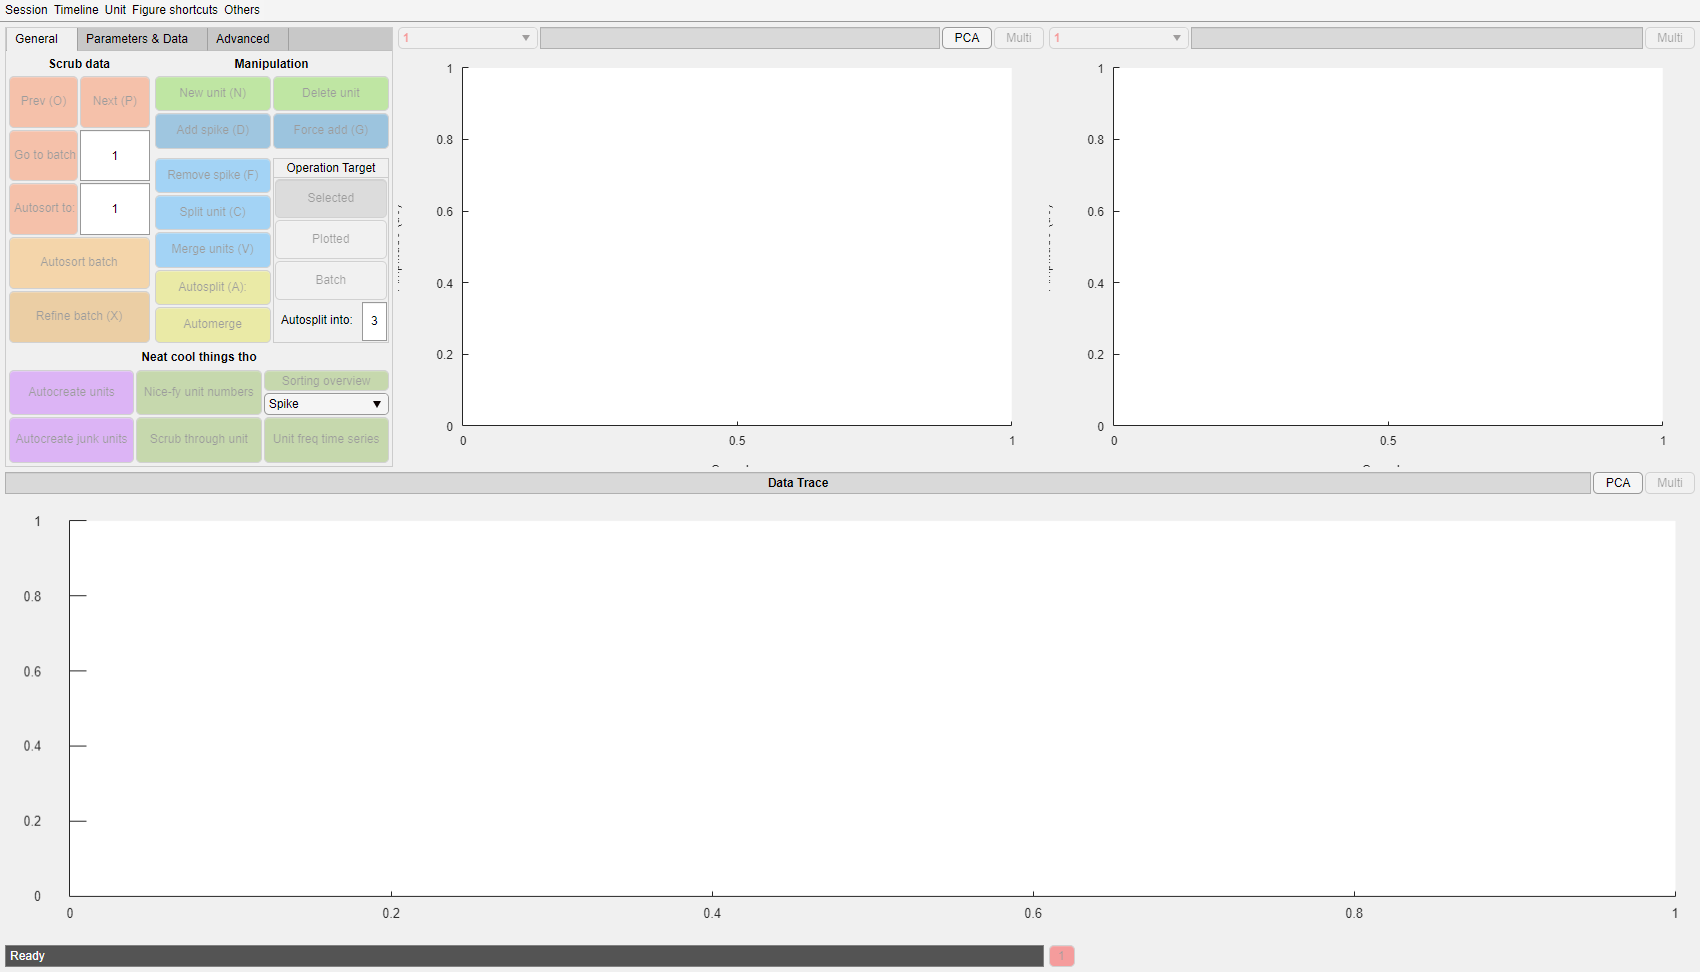 Session Timeline Unit Figure shortcuts Others
General Parameters & Data Advanced
1 PCA Multi 1 Multi
Scrub data Manipulation
Prev (O) Next (P) New unit (N) Delete unit
Add spike (D) Force add (G)
Go to batch 1
Remove spike (F) Operation Target
Selected
Autosort to: 1 Split unit (C)
Plotted
Merge units (V)
Autosort batch Batch
Autosplit (A):
Refine batch (X) Automerge Autosplit into: 3
Neat cool things tho
Autocreate units Nice-fy unit numbers Sorting overview
Spike
Autocreate junk units Scrub through unit Unit freq time series
1
0.8
0.6
0.4
0.2
0
0 0.5 1
1
0.8
0.6
0.4
0.2
0
0 0.5 1
Data Trace PCA Multi
1
0.8
0.6
0.4
0.2
0
0 0.2 0.4 0.6 0.8 1
Ready 1